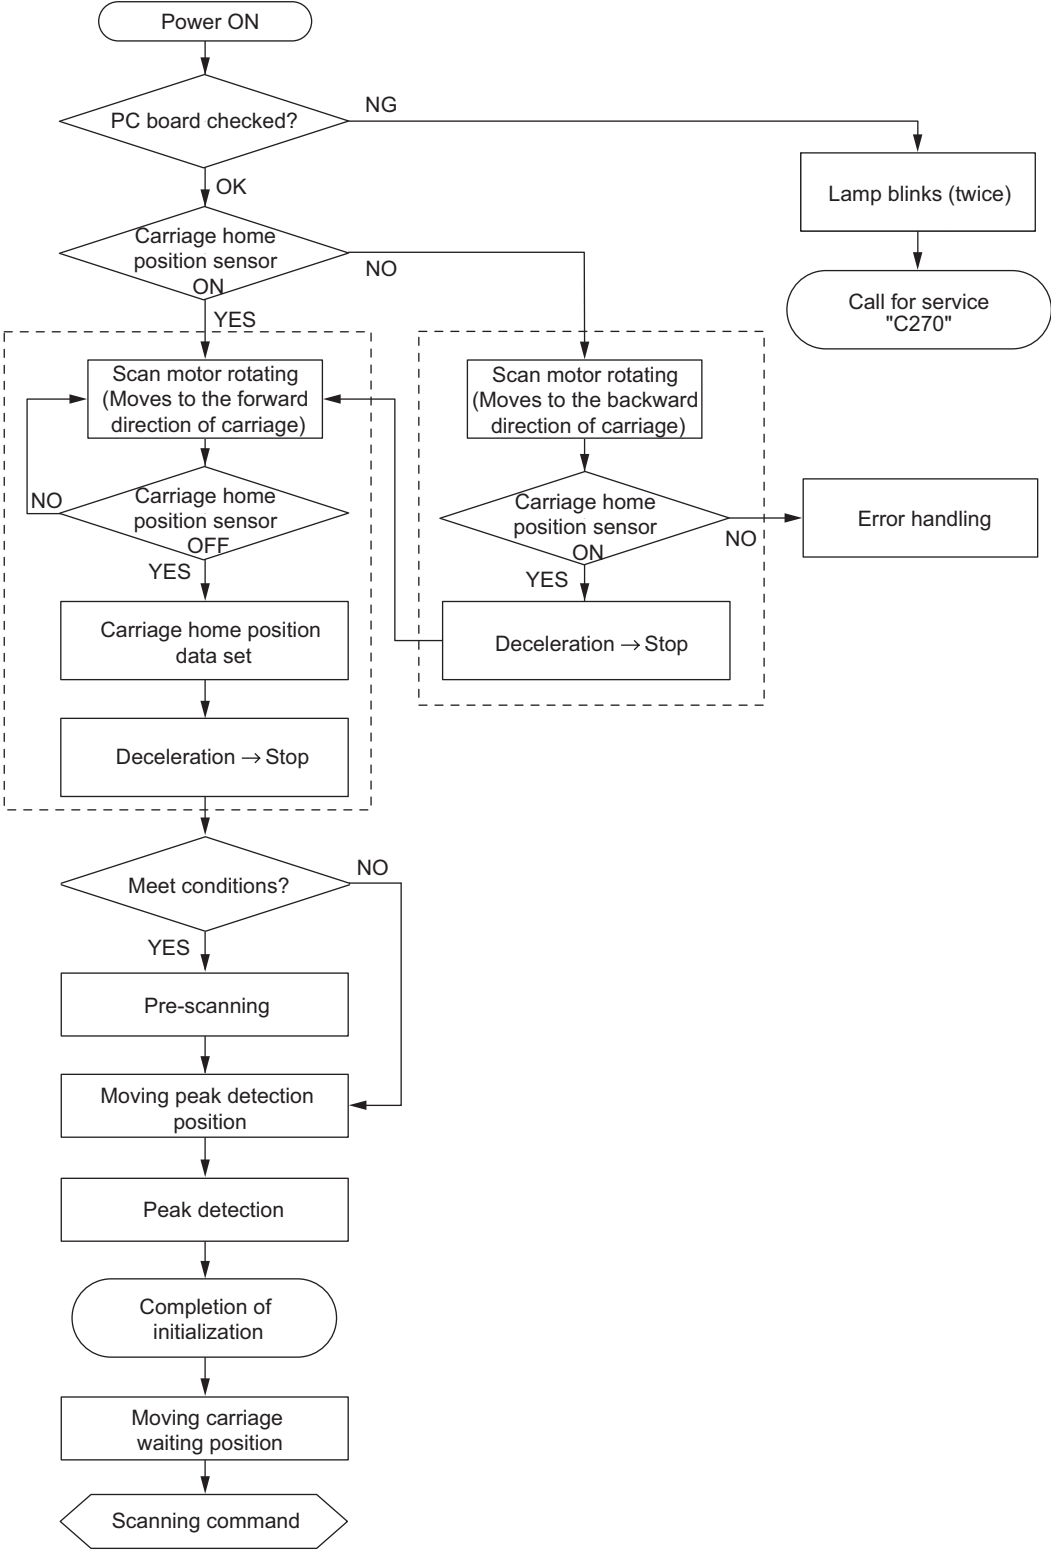 Power ON
PC board checked?
NG
Lamp blinks (twice)
Call for service
"C270"
OK
Carriage home
position sensor
ON
NO
YES
Scan motor rotating
(Moves to the forward
direction of carriage)
Scan motor rotating
(Moves to the backward
direction of carriage)
NO
Carriage home
position sensor
OFF
YES
Carriage home
position sensor
ON
NO
YES
Error handling
Carriage home position
data set
Deceleration → Stop
Deceleration → Stop
Meet conditions?
NO
YES
Pre-scanning
Moving peak detection
position
Peak detection
Completion of
initialization
Moving carriage
waiting position
Scanning command